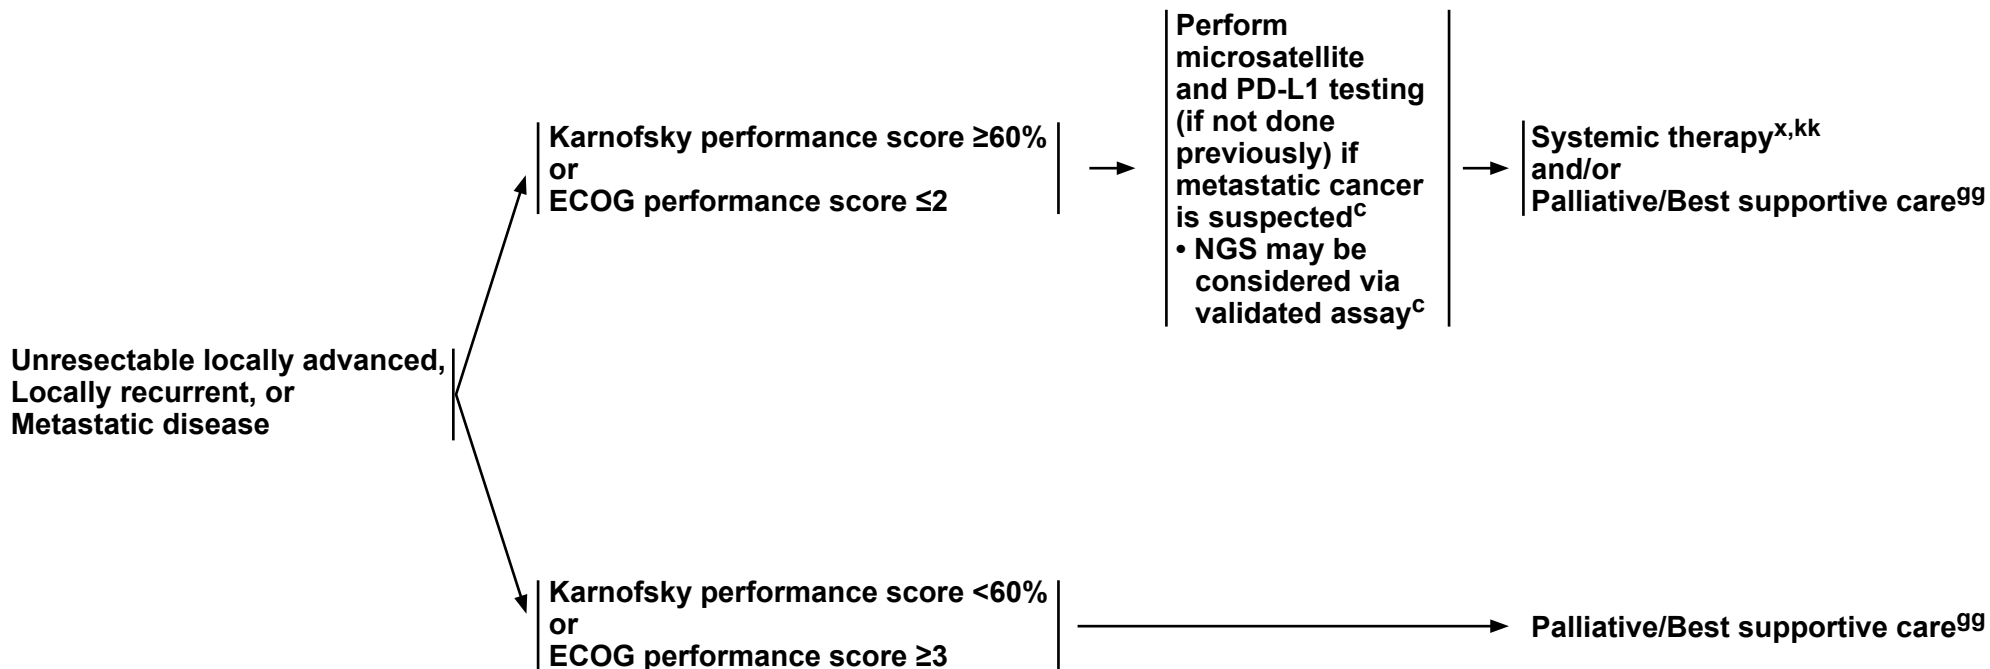 Unresectable locally advanced,
Locally recurrent, or
Metastatic disease
Karnofsky performance score ≥60%
or
ECOG performance score ≤2
Perform
microsatellite
and PD-L1 testing
(if not done
previously) if
metastatic cancer
is suspectedᶜ
• NGS may be
considered via
validated assayᶜ
Systemic therapyˣ,ᵏᵏ
and/or
Palliative/Best supportive careᵍᵍ
Karnofsky performance score <60%
or
ECOG performance score ≥3
Palliative/Best supportive careᵍᵍ